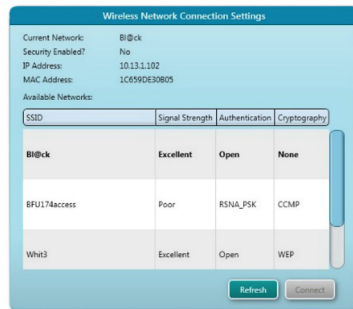 Wireless Network Connection Settings
Current Network: Bl@ck
Security Enabled? No
IP Address: 10.13.1.102
MAC Address: 1C659DE30B05
Available Networks:
SSID Signal Strength Authentication Cryptography
Bl@ck Excellent Open None
BFU174access Poor RSNA_PSK CCMP
Whit3 Excellent Open WEP
Refresh Connect